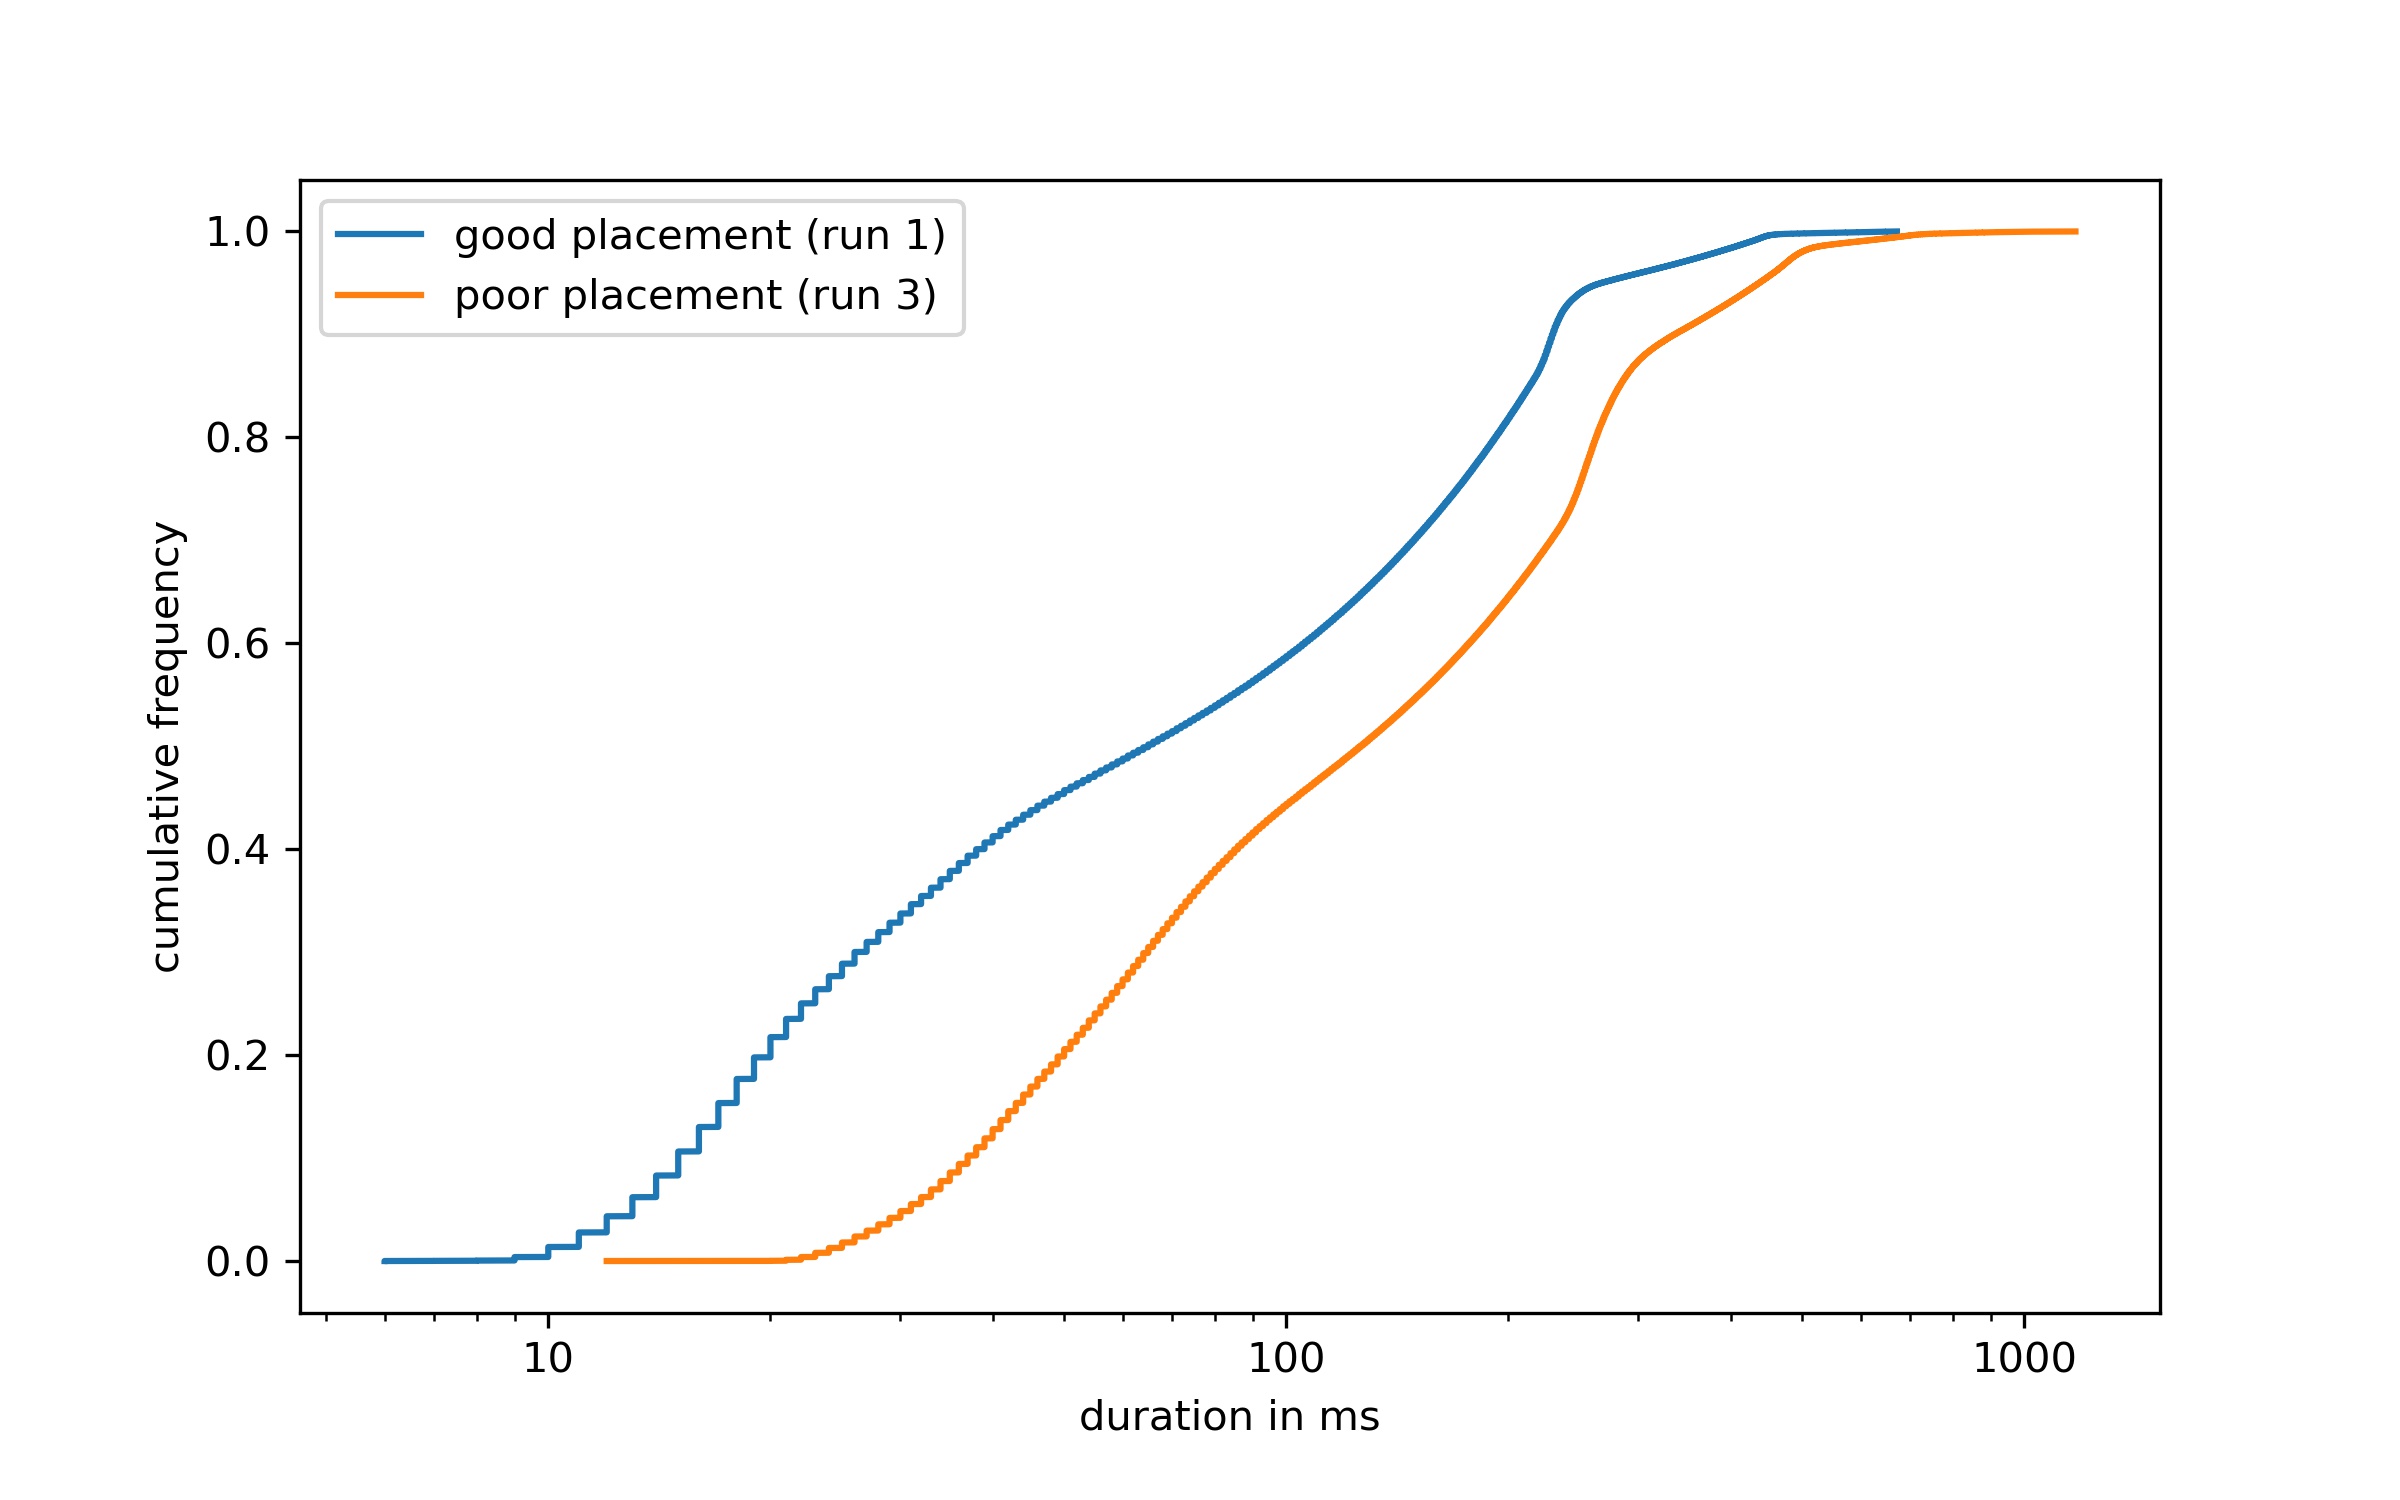 good placement (run 1)
poor placement (run 3)
1.0
0.8
0.6
0.4
0.2
0.0
cumulative frequency
10
100
1000
duration in ms